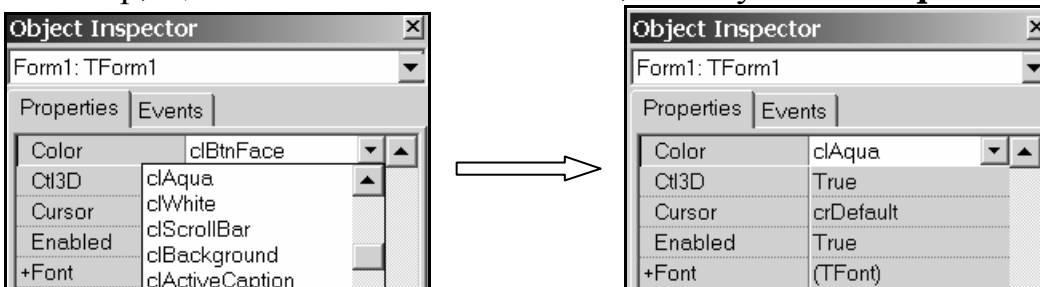 Object Inspector
Form1: TForm1
Properties Events
Color clBtnFace
Ctl3D clAqua
Cursor clWhite
Enabled clScrollBar
+Font clBackground
clActiveCaption
Object Inspector
Form1: TForm1
Properties Events
Color clAqua
Ctl3D True
Cursor crDefault
Enabled True
+Font (TFont)